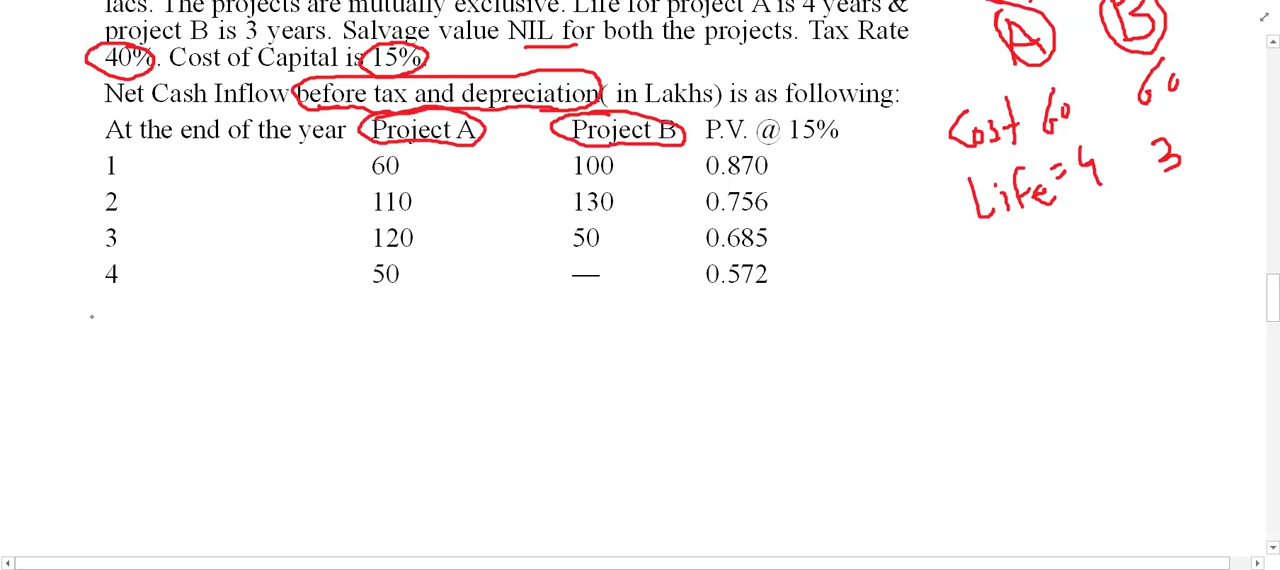 lacs. The projects are mutually exclusive. Life for project A is 4 years &
project B is 3 years. Salvage value NIL for both the projects. Tax Rate
40%. Cost of Capital is 15%.
Net Cash Inflow before tax and depreciation( in Lakhs) is as following:
At the end of the year Project A Project B P.V. @ 15%
1 60 100 0.870
2 110 130 0.756
3 120 50 0.685
4 50 — 0.572
A B
Cost 60 60
Life = 4 3